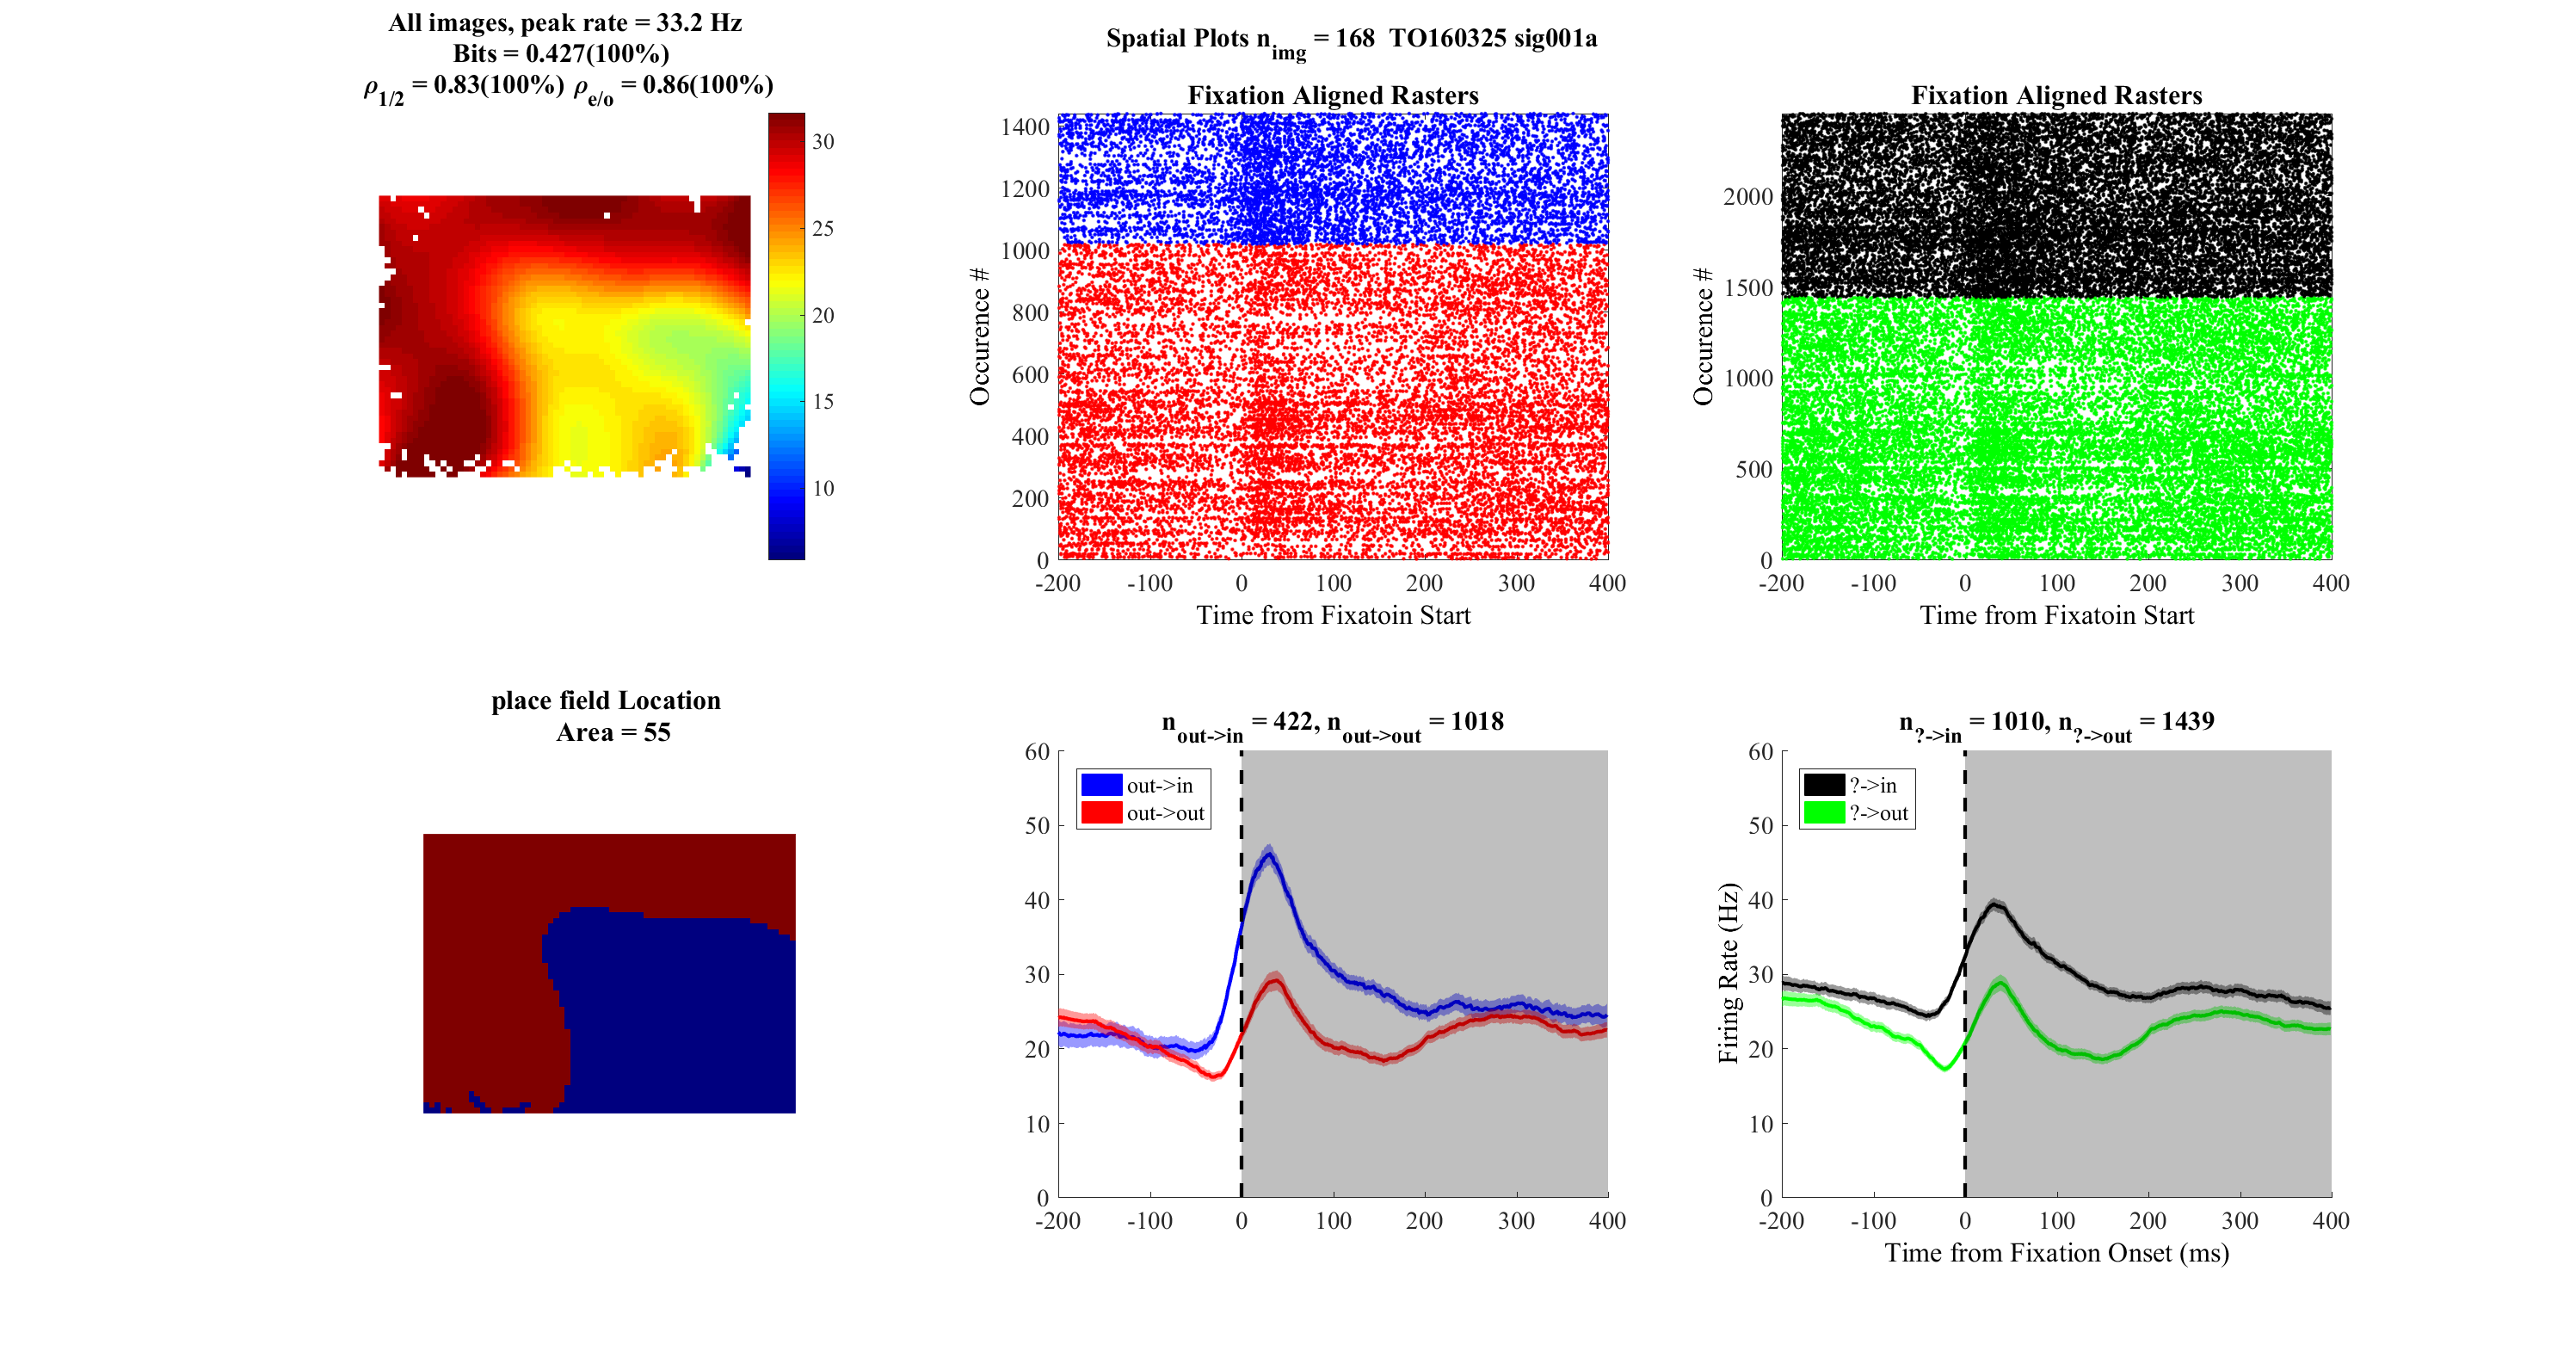 All images, peak rate = 33.2 Hz
Bits = 0.427(100%)
ρ1/2 = 0.83(100%) ρe/o = 0.86(100%)
30
25
20
15
10
Spatial Plots nimg = 168 TO160325 sig001a
Fixation Aligned Rasters
Occurence #
1400
1200
1000
800
600
400
200
0
-200 -100 0 100 200 300 400
Time from Fixatoin Start
Fixation Aligned Rasters
Occurence #
2000
1500
1000
500
0
-200 -100 0 100 200 300 400
Time from Fixatoin Start
place field Location
Area = 55
nout->in = 422, nout->out = 1018
60
50
40
30
20
10
0
out->in
out->out
-200 -100 0 100 200 300 400
n?->in = 1010, n?->out = 1439
Firing Rate (Hz)
60
50
40
30
20
10
0
?->in
?->out
-200 -100 0 100 200 300 400
Time from Fixation Onset (ms)